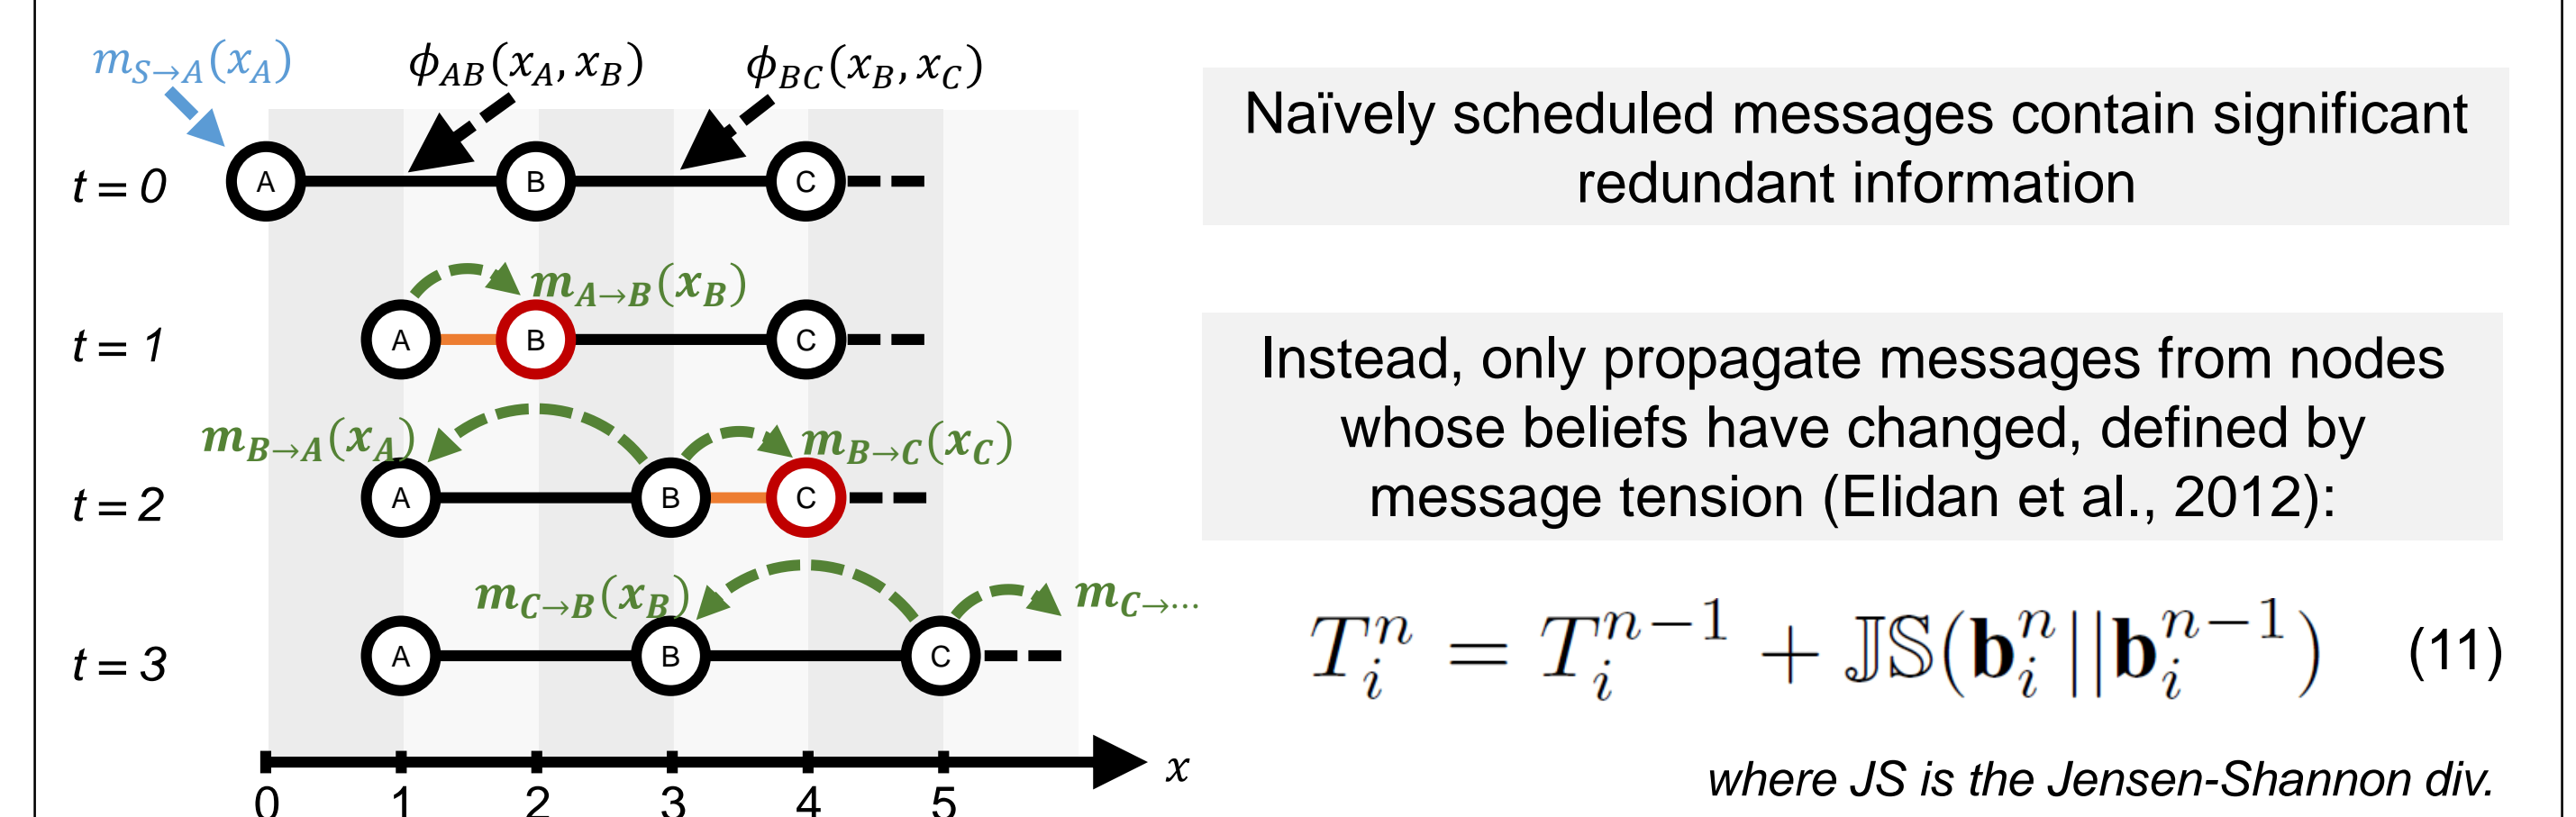 m_{S→A}(x_A) ϕ_{AB}(x_A, x_B) ϕ_{BC}(x_B, x_C)
t = 0 A B C
m_{A→B}(x_B)
t = 1 A B C
m_{B→A}(x_A) m_{B→C}(x_C)
t = 2 A B C
m_{C→B}(x_B) m_{C→⋯}
t = 3 A B C
x
0 1 2 3 4 5
Naïvely scheduled messages contain significant
redundant information
Instead, only propagate messages from nodes
whose beliefs have changed, defined by
message tension (Elidan et al., 2012):
T_i^n = T_i^{n-1} + 𝕁𝕊(𝐛_i^n||𝐛_i^{n-1}) (11)
where JS is the Jensen-Shannon div.